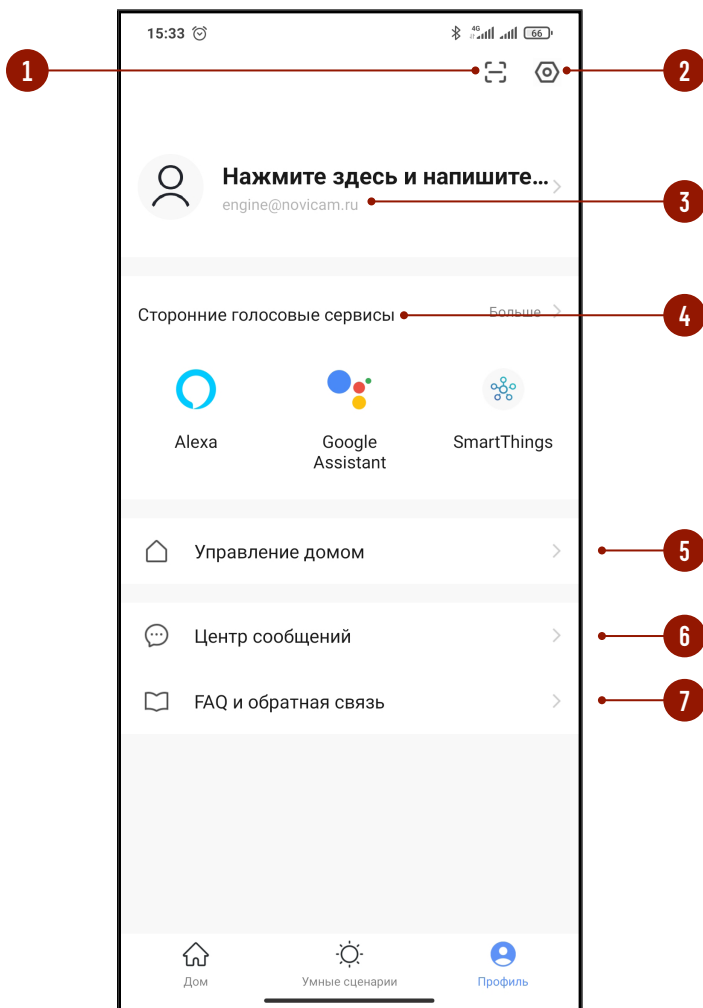 15:33
4G
66
1
2
Нажмите здесь и напишите...
engine@novicam.ru
3
Сторонние голосовые сервисы
Больше
4
Alexa
Google
Assistant
SmartThings
Управление домом
5
Центр сообщений
6
FAQ и обратная связь
7
Дом
Умные сценарии
Профиль